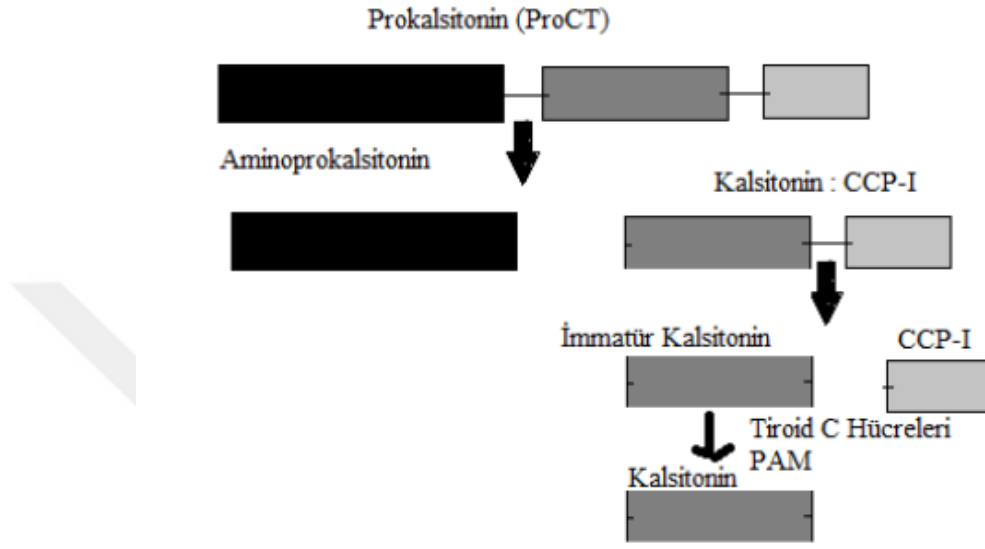 Prokalsitonin (ProCT)
Aminoprokalsitonin
Kalsitonin : CCP-I
İmmatür Kalsitonin
CCP-I
Tiroid C Hücreleri
PAM
Kalsitonin